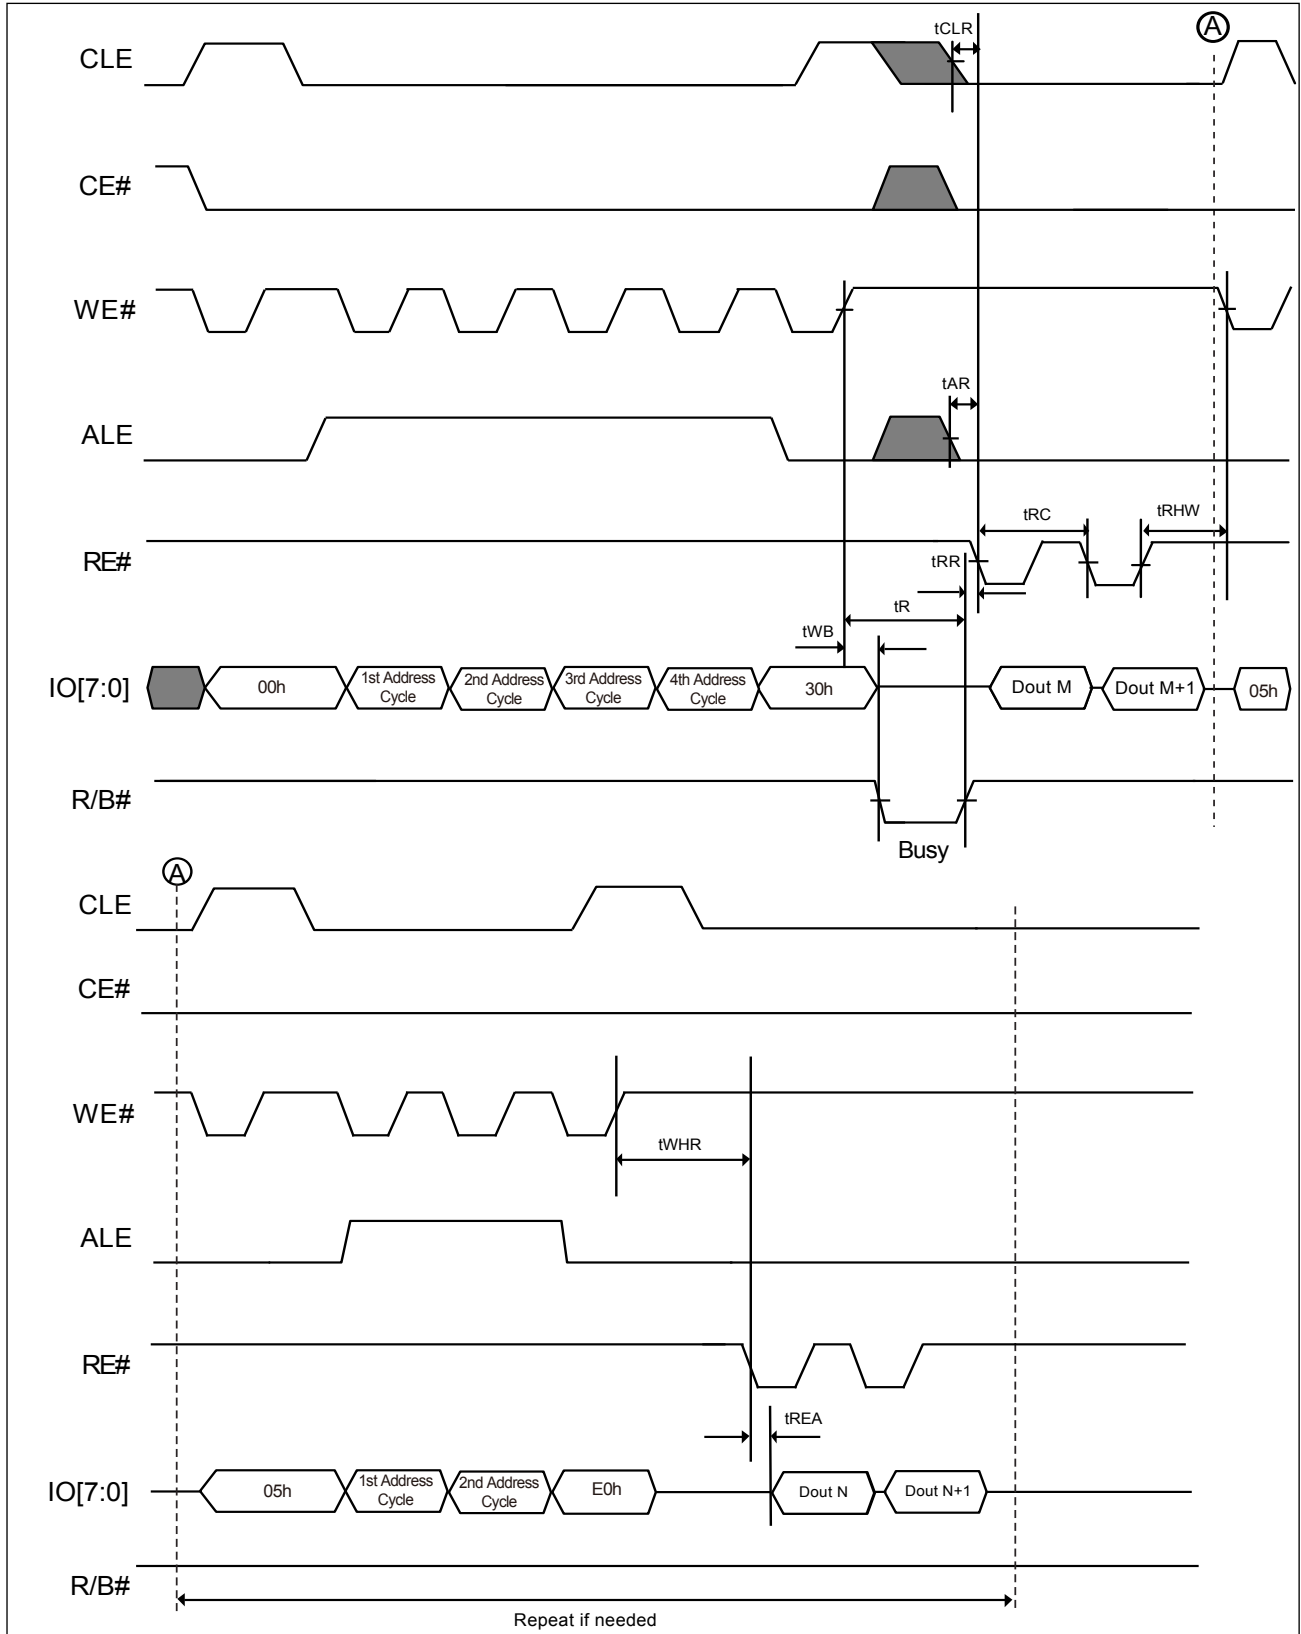 tCLR
A
CLE
CE#
WE#
tAR
ALE
tRC
tRHW
RE#
tRR
tR
tWB
IO[7:0]
00h
1st Address
Cycle
2nd Address
Cycle
3rd Address
Cycle
4th Address
Cycle
30h
Dout M
Dout M+1
05h
R/B#
Busy
A
CLE
CE#
WE#
tWHR
ALE
RE#
tREA
IO[7:0]
05h
1st Address
Cycle
2nd Address
Cycle
E0h
Dout N
Dout N+1
R/B#
Repeat if needed